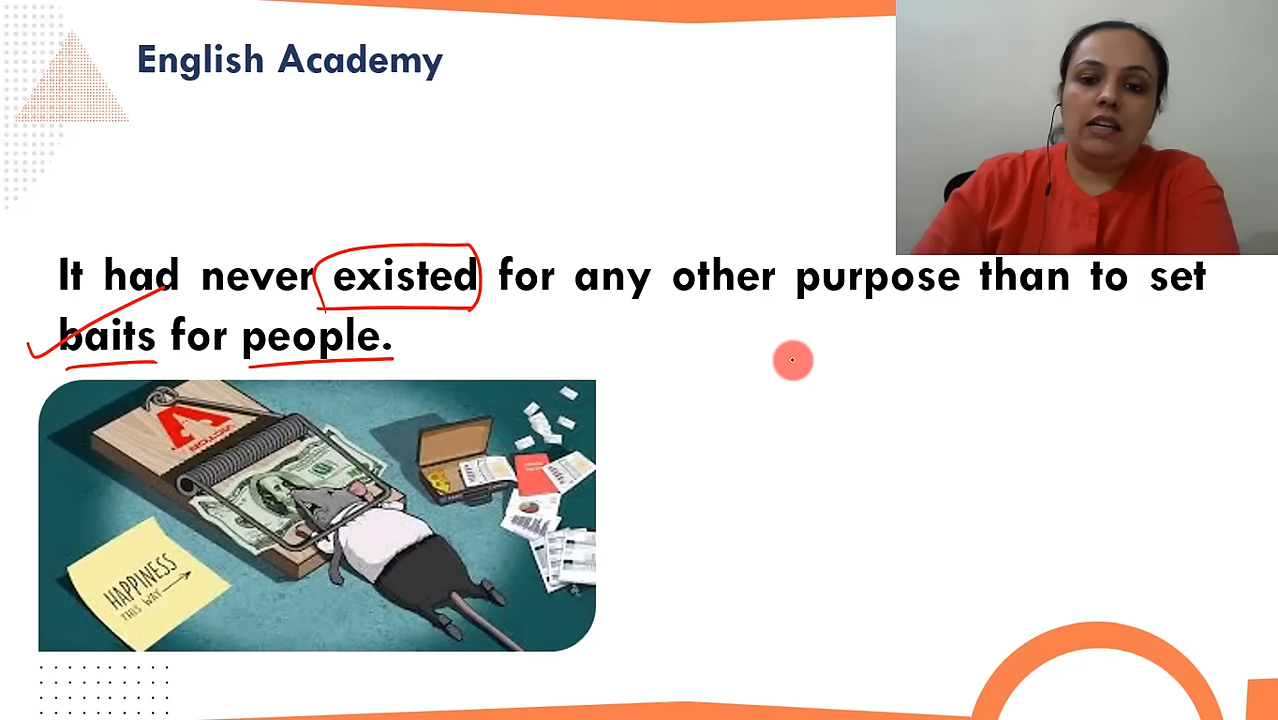 English Academy
It had never existed for any other purpose than to set
baits for people.
A
VICTOR
HAPPINESS
THIS WAY